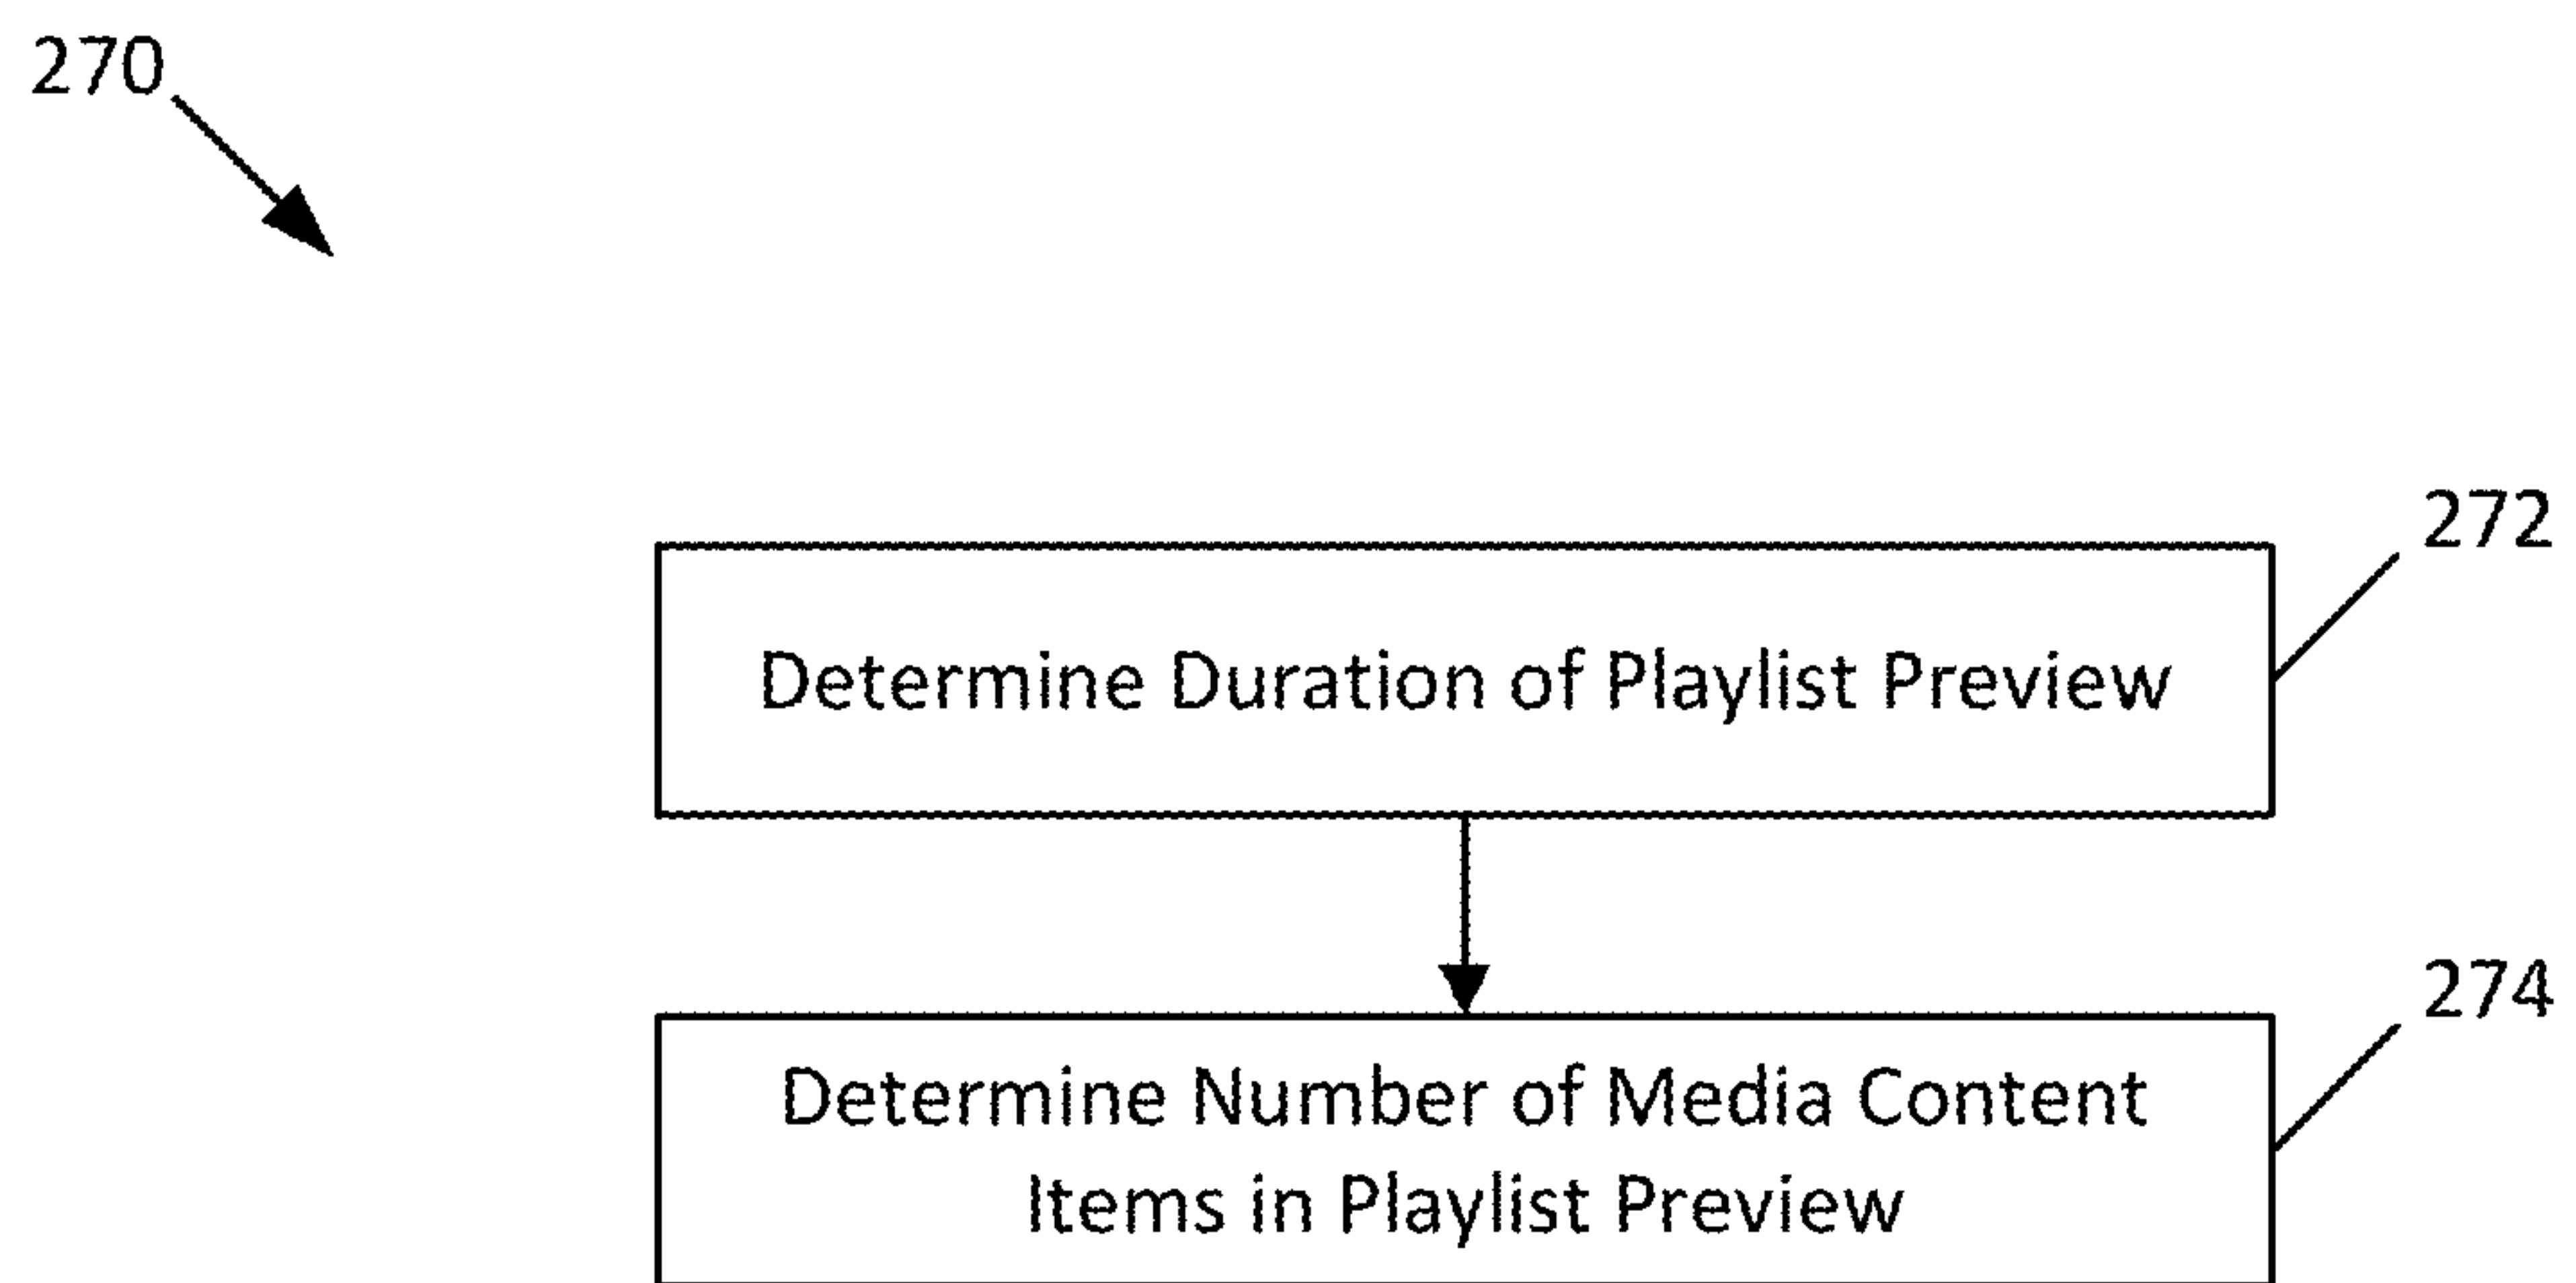 270
272
Determine Duration of Playlist Preview
274
Determine Number of Media Content
Items in Playlist Preview